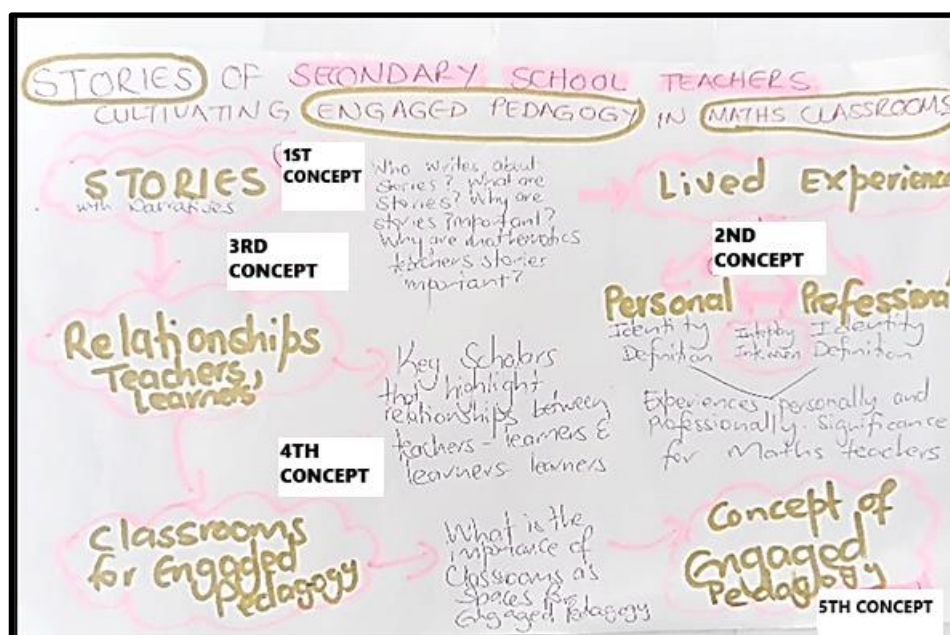 STORIES OF SECONDARY SCHOOL TEACHERS
CULTIVATING ENGAGED PEDAGOGY IN MATHS CLASSROOMS
STORIES
with Narratives
1ST
CONCEPT
Who writes about
stories? What are
stories? Why are
stories important?
Why are mathematics
teachers stories
mportant?
Lived Experience
3RD
CONCEPT
2ND
CONCEPT
Personal
Identity
Definition
Professiona
Identity
Definition
Relationships
Teachers,
Learners
Key Scholars
that highlight
relationships between
teachers - learners &
learners - learners
Experiences personally and
professionally. Significance
for Maths teachers
4TH
CONCEPT
Classrooms
for Engaged
Pedagogy
What is the
importance of
Classrooms as
Spaces for
Engaged Pedagogy
Concept of
Engaged
Pedagogy
5TH CONCEPT